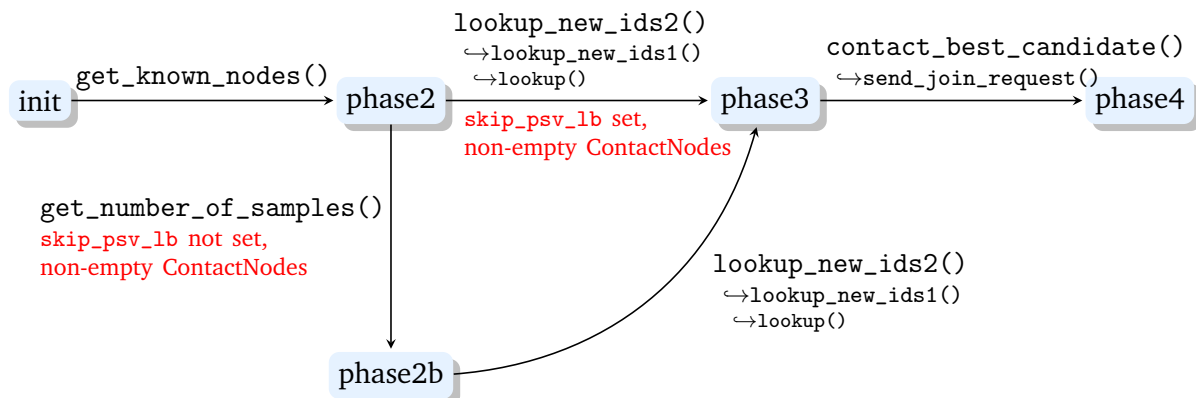 lookup_new_ids2()
↪lookup_new_ids1()
↪lookup()
contact_best_candidate()
↪send_join_request()
get_known_nodes()
init
phase2
phase3
phase4
skip_psv_lb set,
non-empty ContactNodes
get_number_of_samples()
skip_psv_lb not set,
non-empty ContactNodes
lookup_new_ids2()
↪lookup_new_ids1()
↪lookup()
phase2b